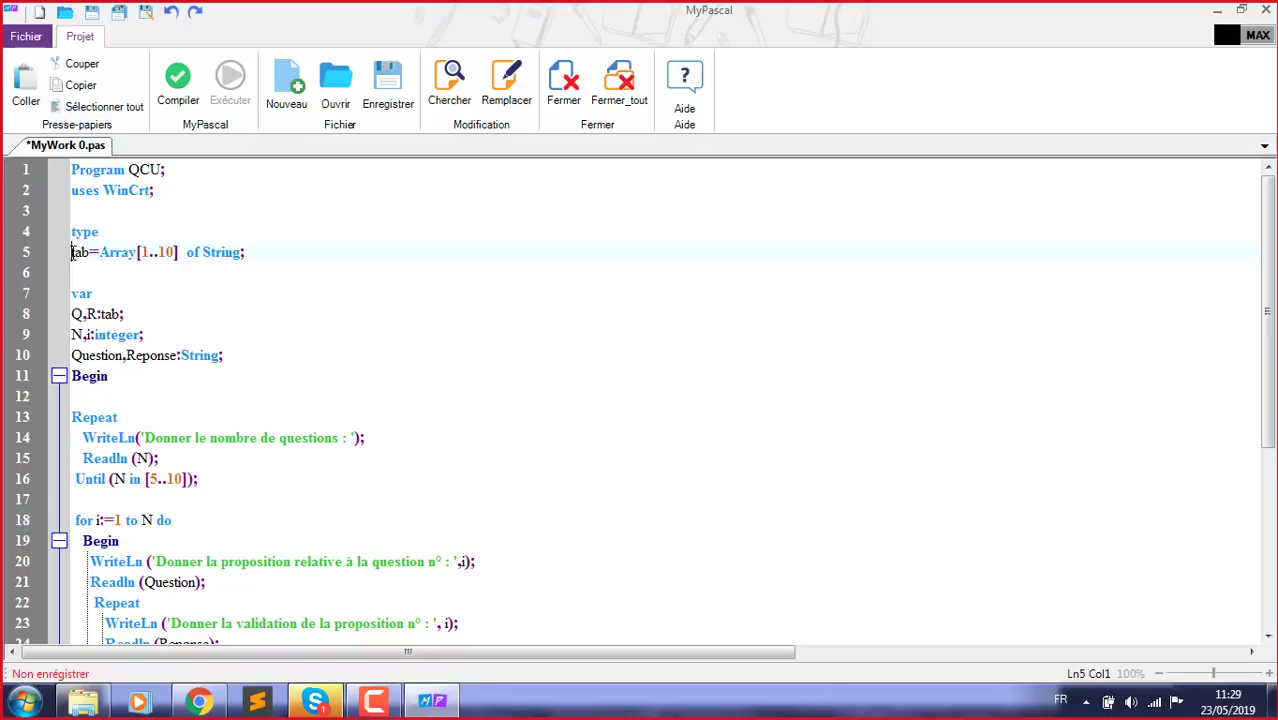 MyPascal
Fichier
Projet
MAX
Coller
Couper
Copier
Sélectionner tout
Presse-papiers
Compiler
Exécuter
MyPascal
Nouveau
Ouvrir
Enregistrer
Fichier
Chercher
Remplacer
Modification
Fermer
Fermer_tout
Fermer
Aide
Aide
*MyWork 0.pas
1 Program QCU;
2 uses WinCrt;
3
4 type
5 tab=Array[1..10]  of String;
6
7 var
8 Q,R:tab;
9 N,i:integer;
10 Question,Reponse:String;
11 Begin
12
13 Repeat
14 WriteLn('Donner le nombre de questions : ');
15 Readln (N);
16 Until (N in [5..10]);
17
18 for i:=1 to N do
19 Begin
20 WriteLn ('Donner la proposition relative à la question n° : ',i);
21 Readln (Question);
22 Repeat
23 WriteLn ('Donner la validation de la proposition n° : ', i);
24 Readln (Reponse);
Non enrégistrer
Ln5 Col1 100%
MP
FR
11:29
23/05/2019